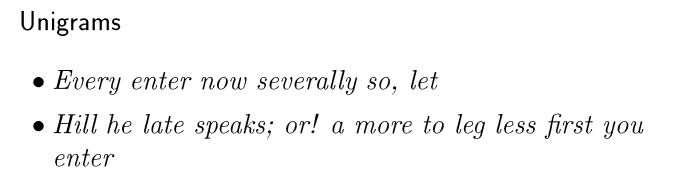 Unigrams
• Every enter now severally so, let
• Hill he late speaks; or! a more to leg less first you
enter